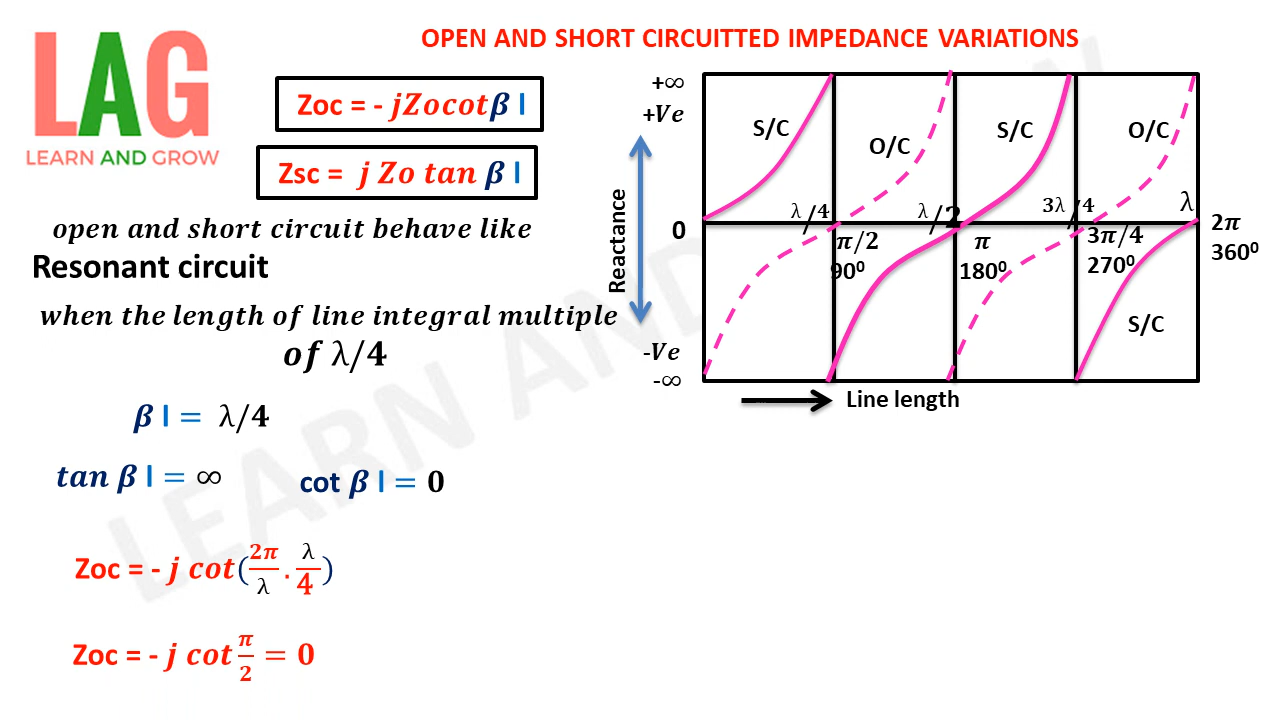 LAG
LEARN AND GROW
OPEN AND SHORT CIRCUITTED IMPEDANCE VARIATIONS
Zoc = - jZocotβ l
Zsc = j Zo tan β l
open and short circuit behave like
Resonant circuit
when the length of line integral multiple
of λ/4
β l = λ/4
tan β l = ∞
cot β l = 0
Zoc = - j cot(2π/λ . λ/4)
Zoc = - j cot π/2 = 0
+∞
+Ve
Reactance
0
-Ve
-∞
S/C
O/C
S/C
O/C
λ/4
λ/2
3λ/4
λ
π/2
90⁰
π
180⁰
3π/4
270⁰
2π
360⁰
S/C
Line length
LEARN AND GROW